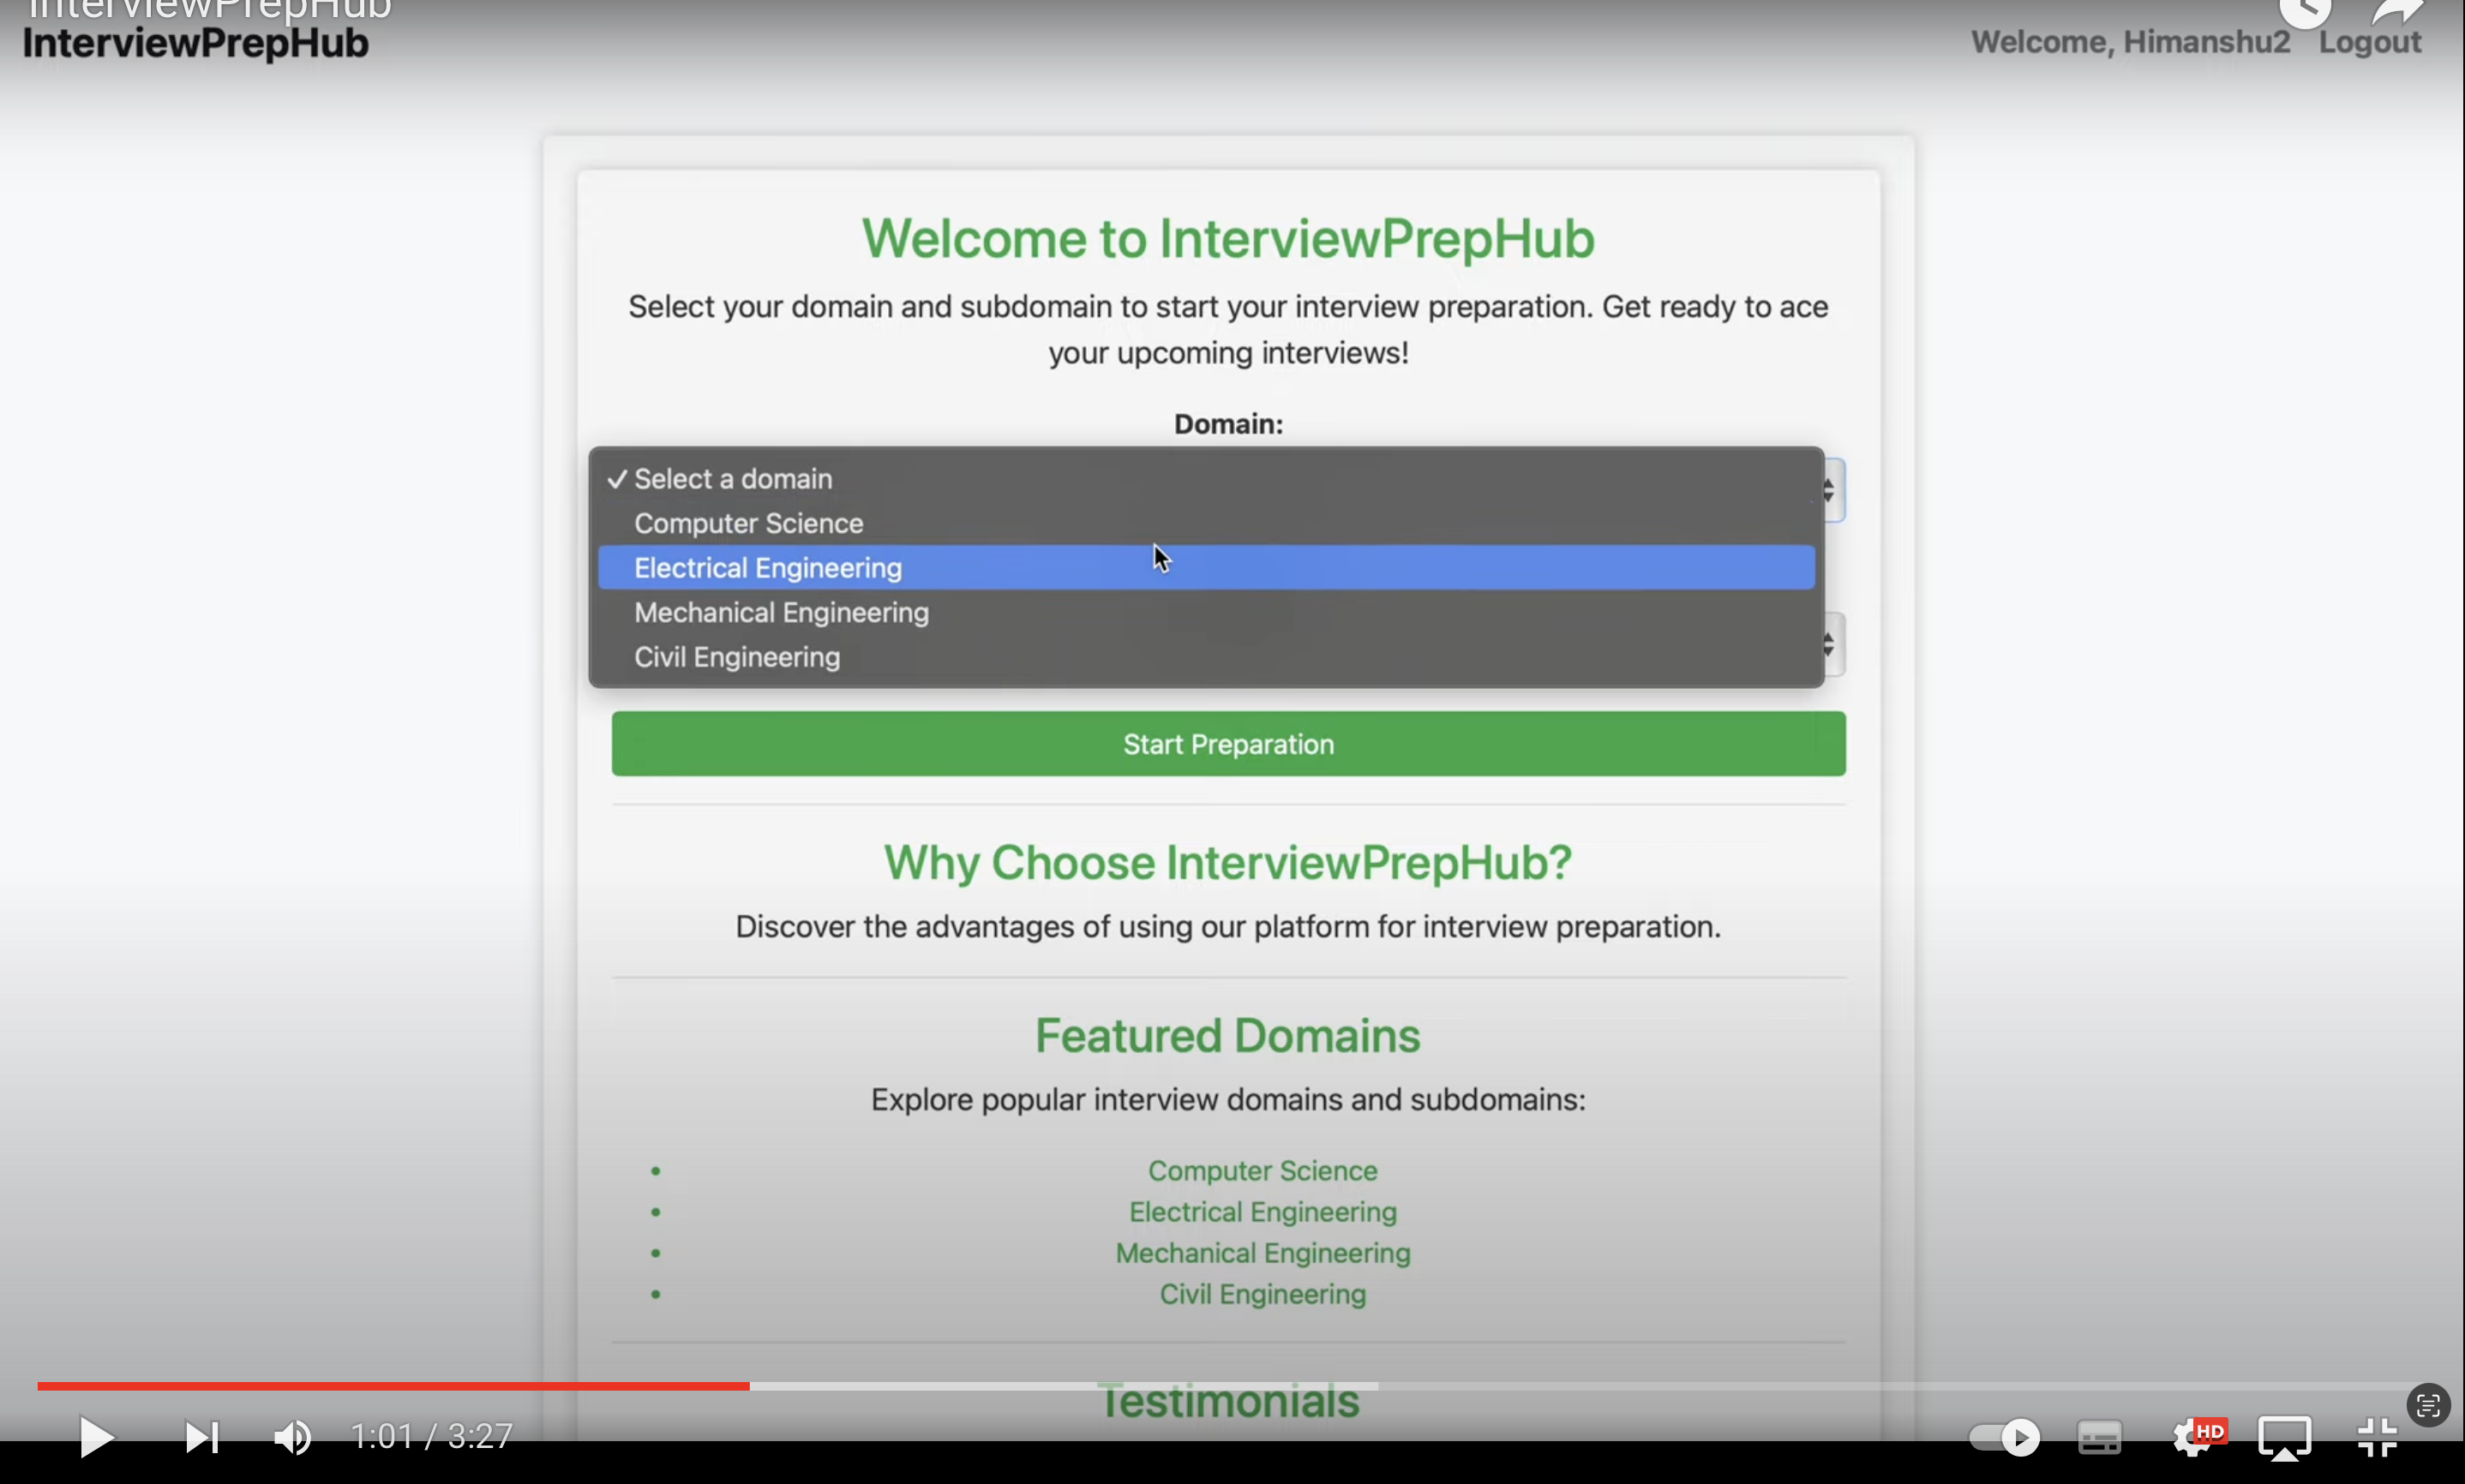 InterviewPrepHub
InterviewPrepHub
Welcome, Himanshu2 Logout
Welcome to InterviewPrepHub
Select your domain and subdomain to start your interview preparation. Get ready to ace
your upcoming interviews!
Domain:
✓ Select a domain
Computer Science
Electrical Engineering
Mechanical Engineering
Civil Engineering
Start Preparation
Why Choose InterviewPrepHub?
Discover the advantages of using our platform for interview preparation.
Featured Domains
Explore popular interview domains and subdomains:
• Computer Science
• Electrical Engineering
• Mechanical Engineering
• Civil Engineering
Testimonials
1:01 / 3:27
HD